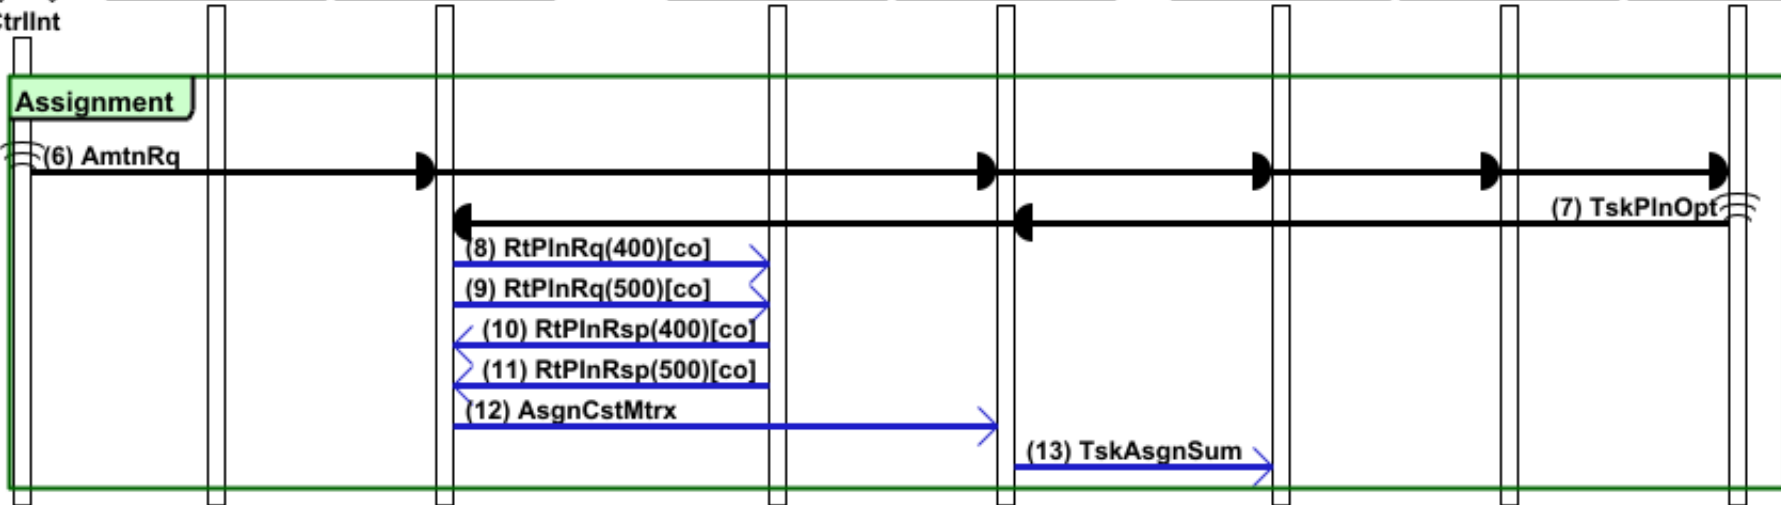 trlInt
Assignment
(6) AmtnRq
(7) TskPlnOpt
(8) RtPlnRq(400)[co]
(9) RtPlnRq(500)[co]
(10) RtPlnRsp(400)[co]
(11) RtPlnRsp(500)[co]
(12) AsgnCstMtrx
(13) TskAsgnSum